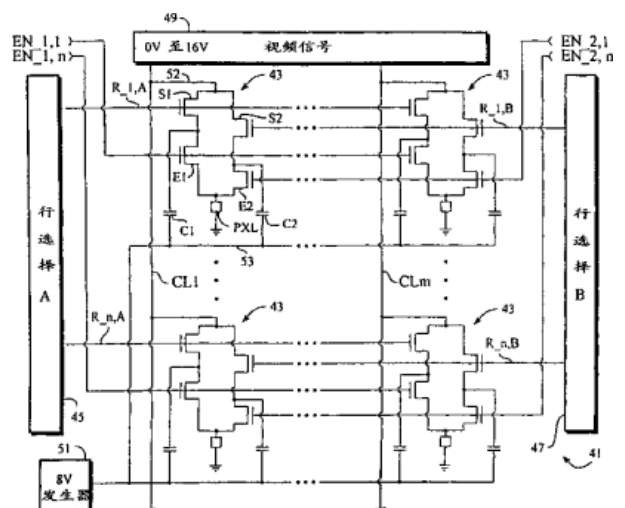 49
EN_1,1
EN_1,n
0V 至16V 视频信号
EN_2,1
EN_2,n
52
43
43
R_1,A
S1
S2
R_1,B
E1
E2
C1
PXL
C2
53
行选择 A
行选择 B
CL1
CLm
43
43
R_n,A
R_n,B
45
47
41
51
8V
发生器